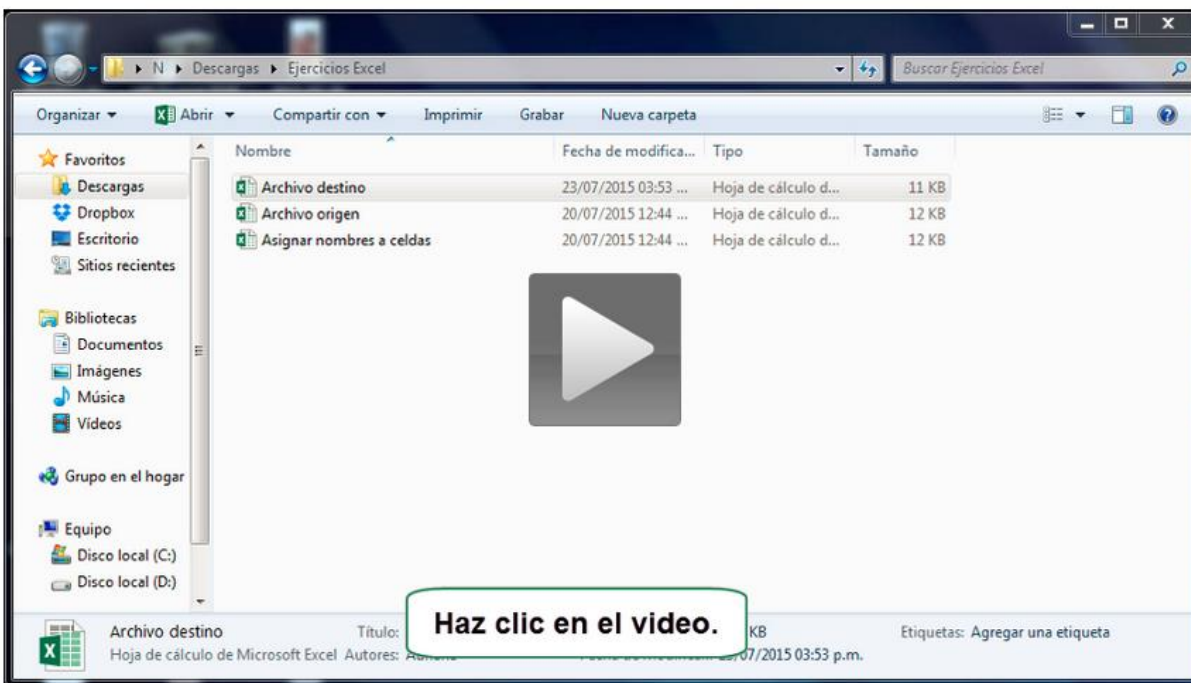 N ▸ Descargas ▸ Ejercicios Excel
Buscar Ejercicios Excel
Organizar Abrir Compartir con Imprimir Grabar Nueva carpeta
Nombre Fecha de modifica... Tipo Tamaño
Favoritos
Descargas
Dropbox
Escritorio
Sitios recientes
Bibliotecas
Documentos
Imágenes
Música
Vídeos
Grupo en el hogar
Equipo
Disco local (C:)
Disco local (D:)
Archivo destino 23/07/2015 03:53 ... Hoja de cálculo d... 11 KB
Archivo origen 20/07/2015 12:44 ... Hoja de cálculo d... 12 KB
Asignar nombres a celdas 20/07/2015 12:44 ... Hoja de cálculo d... 12 KB
Haz clic en el video.
Archivo destino Título: KB Etiquetas: Agregar una etiqueta
Hoja de cálculo de Microsoft Excel Autores: /07/2015 03:53 p.m.